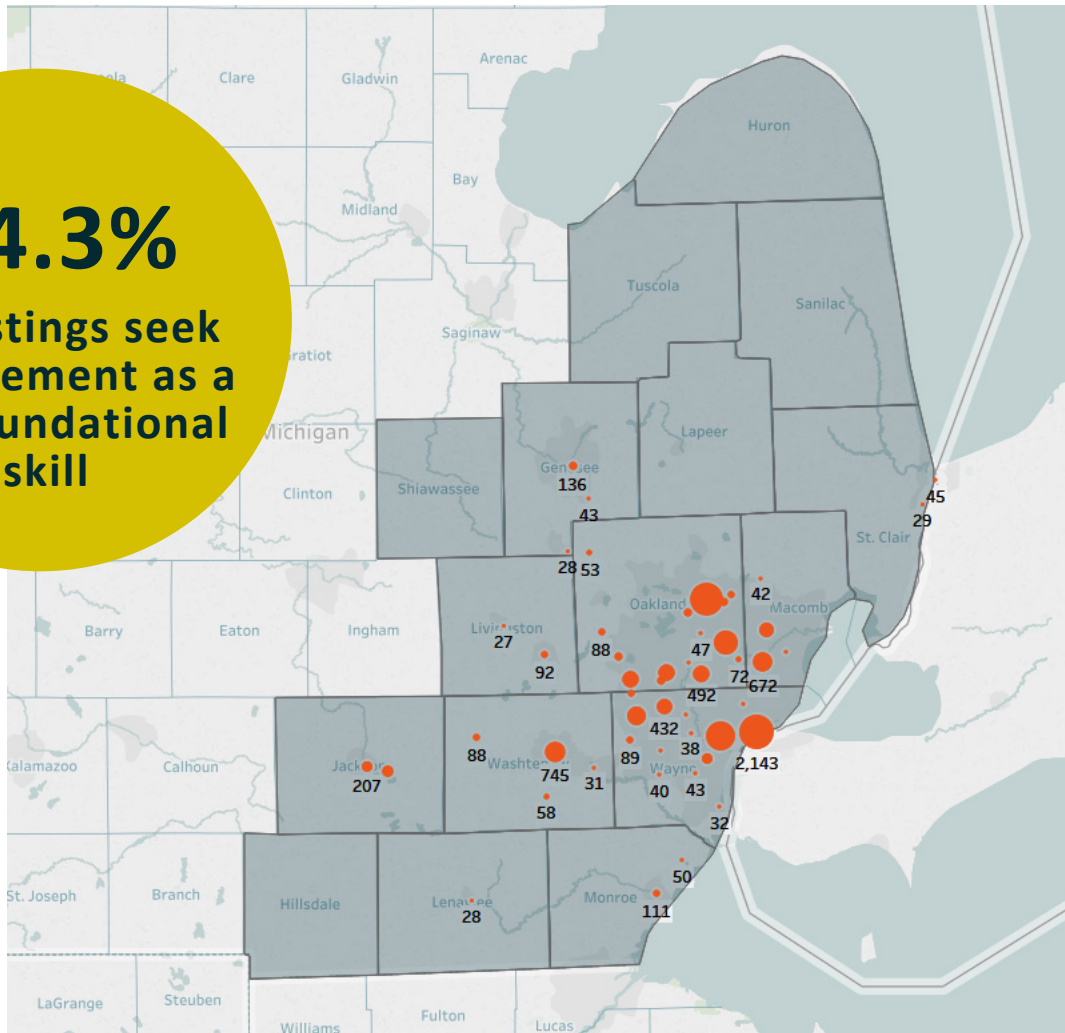 Arenac
Clare
Gladwin
Huron
Bay
Midland
4.3%
Tuscola
Sanilac
stings seek
Saginaw
ement as a
undational
Lapeer
Michigan
skill
Genesee
136
Shiawassee
Clinton
43
45
29
St. Clair
28
53
42
Oakland
Macomb
Barry
Eaton
Ingham
Livingston
27
88
47
92
72
672
492
432
88
Washtenaw
745
31
89
38
Wayne
2,143
Kalamazoo
Calhoun
Jackson
207
58
40
43
32
50
St. Joseph
Branch
Hillsdale
Lenawee
28
Monroe
111
LaGrange
Steuben
Williams
Fulton
Lucas